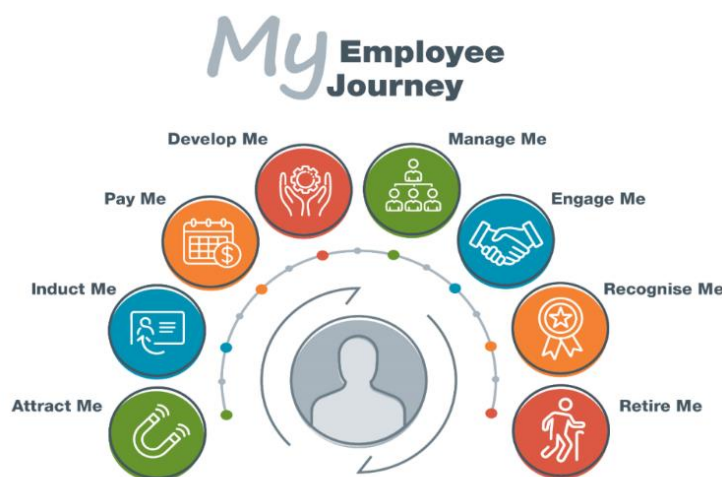 My Employee
Journey
Develop Me
Manage Me
Pay Me
Engage Me
Induct Me
Recognise Me
Attract Me
Retire Me
$